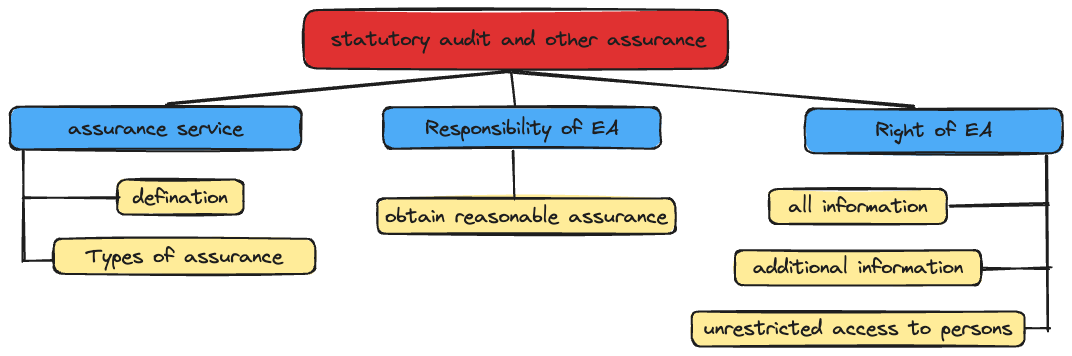 statutory audit and other assurance
assurance service
Responsibility of EA
Right of EA
defination
Types of assurance
obtain reasonable assurance
all information
additional information
unrestricted access to persons